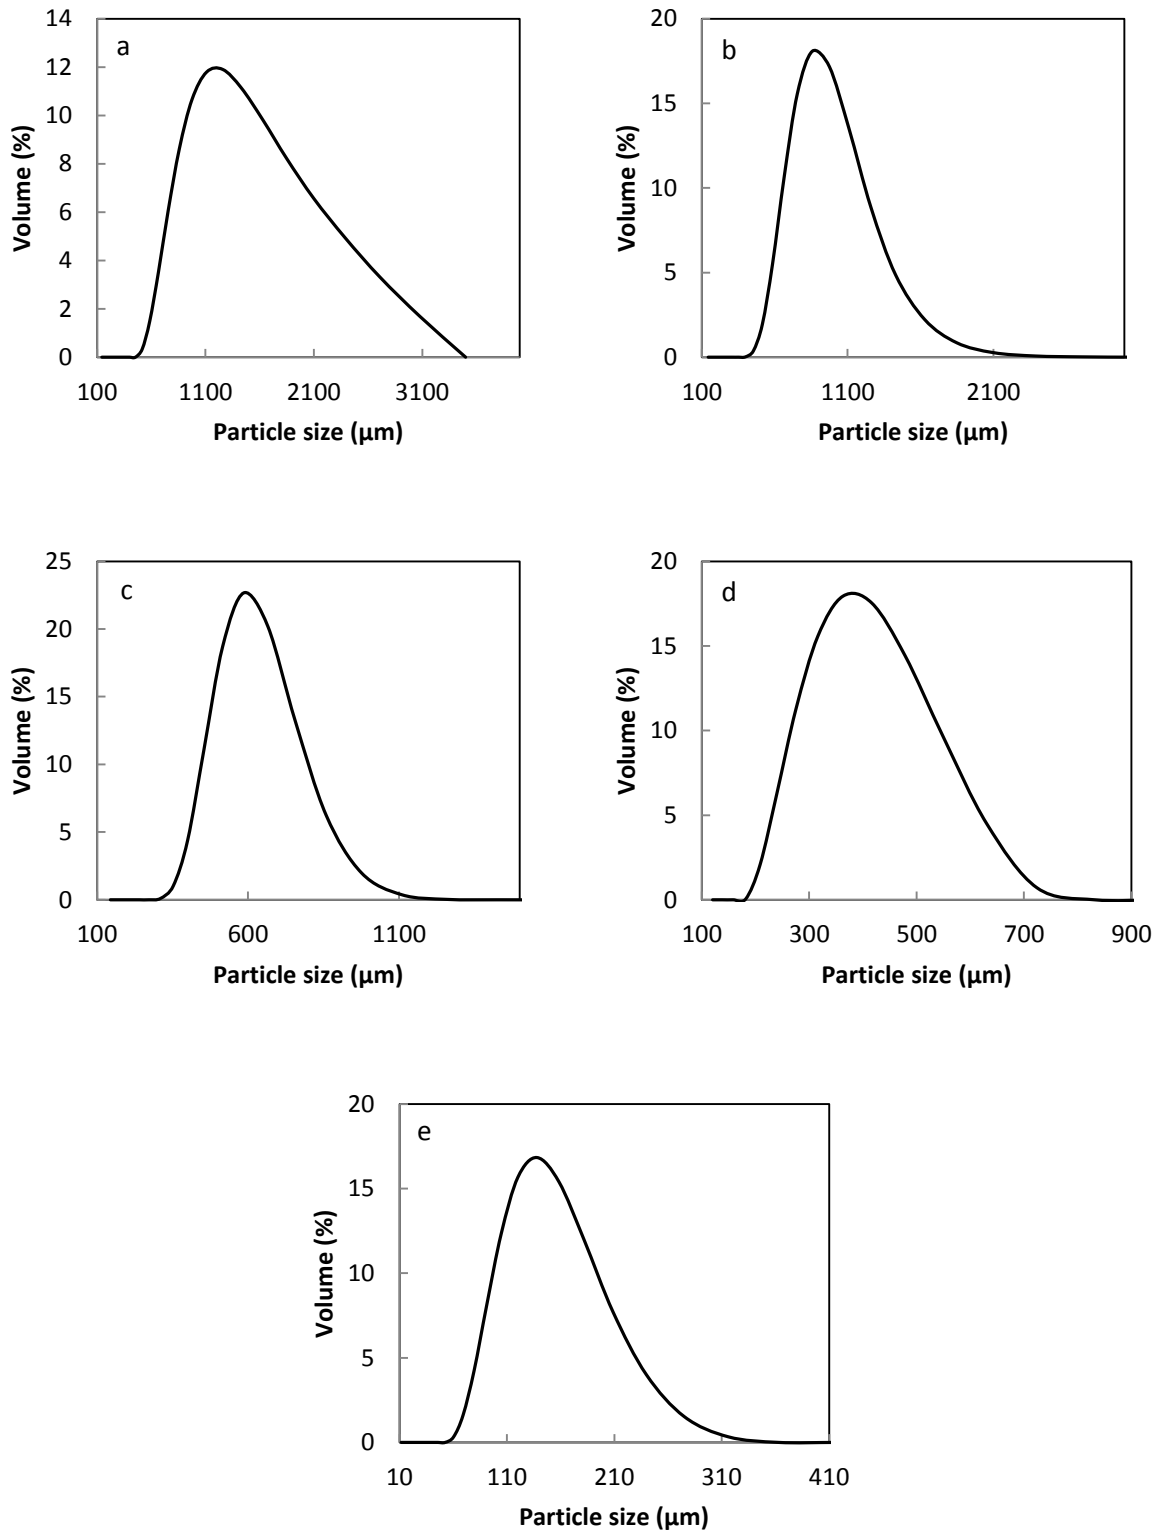 14
a
12
10
8
6
4
2
0
Volume (%)
100 1100 2100 3100
Particle size (µm)
20
b
15
10
5
0
Volume (%)
100 1100 2100
Particle size (µm)
25
c
20
15
10
5
0
Volume (%)
100 600 1100
Particle size (µm)
20
d
15
10
5
0
Volume (%)
100 300 500 700 900
Particle size (µm)
20
e
15
10
5
0
Volume (%)
10 110 210 310 410
Particle size (µm)